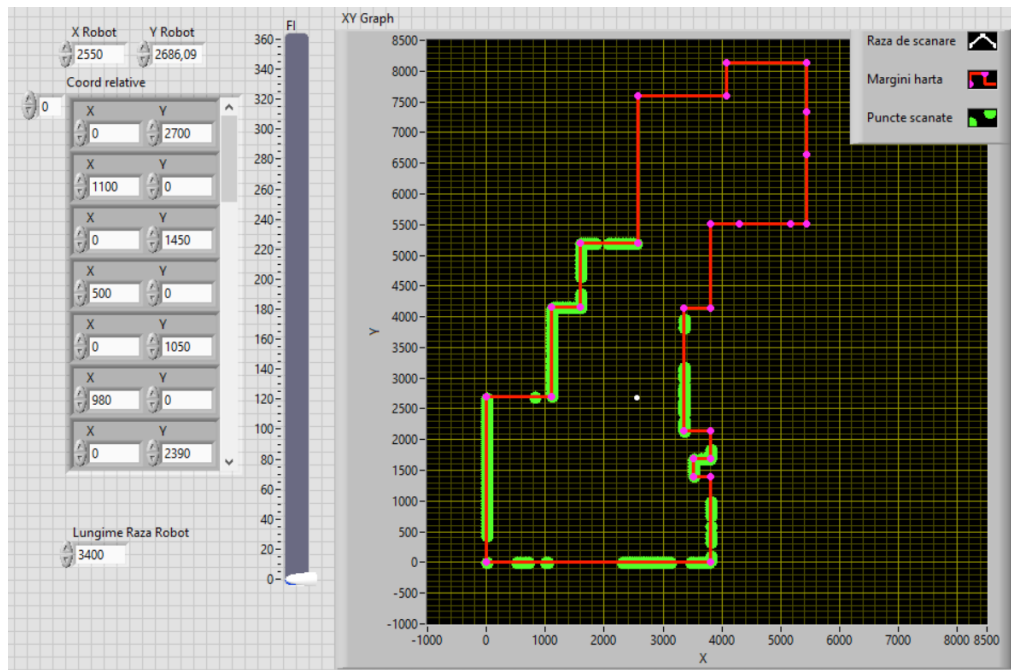 X Robot
2550
Y Robot
2686,09
Coord relative
0
X Y
0 2700
X Y
1100 0
X Y
0 1450
X Y
500 0
X Y
0 1050
X Y
980 0
X Y
0 2390
Lungime Raza Robot
3400
FI
360
340
320
300
280
260
240
220
200
180
160
140
120
100
80
60
40
20
0
XY Graph
8500
8000
7500
7000
6500
6000
5500
5000
4500
4000
3500
3000
2500
2000
1500
1000
500
0
-500
-1000
Y
-1000 0 1000 2000 3000 4000 5000 6000 7000 8000 8500
X
Raza de scanare
Margini harta
Puncte scanate